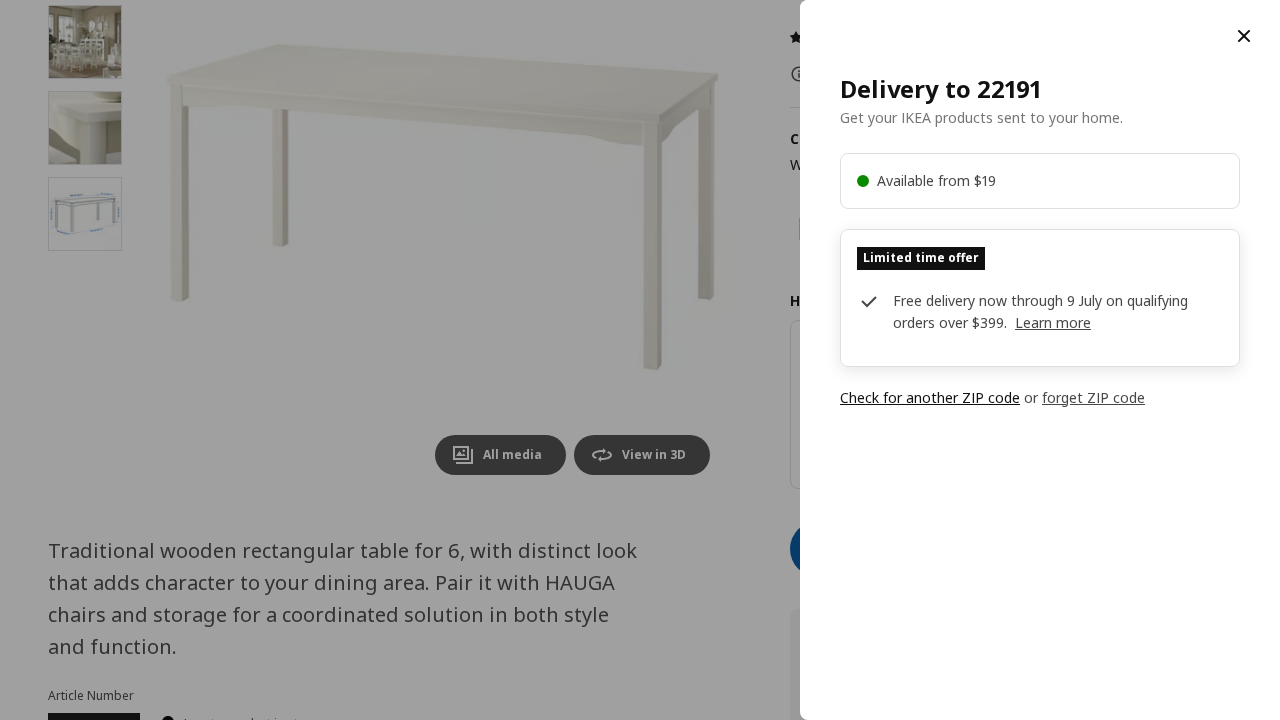 Delivery to 22191
Get your IKEA products sent to your home.
Available from $19
Limited time offer
Free delivery now through 9 July on qualifying
orders over $399. Learn more
Check for another ZIP code or forget ZIP code
All media
View in 3D
Traditional wooden rectangular table for 6, with distinct look
that adds character to your dining area. Pair it with HAUGA
chairs and storage for a coordinated solution in both style
and function.
Article Number